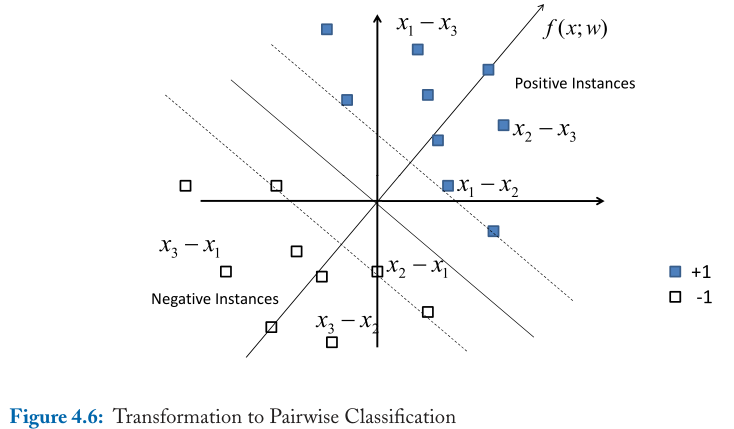 x₁ − x₃
f(x; w)
Positive Instances
x₂ − x₃
x₁ − x₂
x₃ − x₁
x₂ − x₁
Negative Instances
x₃ − x₂
+1
-1
Figure 4.6: Transformation to Pairwise Classification